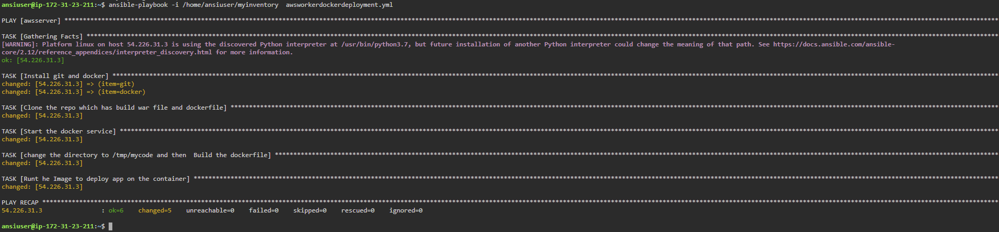 ansiuser@ip-172-31-23-211:~$ ansible-playbook -i /home/ansiuser/myinventory  awsworkerdockerdeployment.yml
PLAY [awsserver] ****************************************************************************************************************************************************************************************************************************************************************
TASK [Gathering Facts] **********************************************************************************************************************************************************************************************************************************************************
[WARNING]: Platform linux on host 54.226.31.3 is using the discovered Python interpreter at /usr/bin/python3.7, but future installation of another Python interpreter could change the meaning of that path. See https://docs.ansible.com/ansible-
core/2.12/reference_appendices/interpreter_discovery.html for more information.
ok: [54.226.31.3]
TASK [Install git and docker] ***************************************************************************************************************************************************************************************************************************************************
changed: [54.226.31.3] => (item=git)
changed: [54.226.31.3] => (item=docker)
TASK [Clone the repo which has build war file and dockerfile] *******************************************************************************************************************************************************************************************************************
changed: [54.226.31.3]
TASK [Start the docker service] *************************************************************************************************************************************************************************************************************************************************
changed: [54.226.31.3]
TASK [change the directory to /tmp/mycode and then  Build the dockerfile] *******************************************************************************************************************************************************************************************************
changed: [54.226.31.3]
TASK [Runt he Image to deploy app on the container] *****************************************************************************************************************************************************************************************************************************
changed: [54.226.31.3]
PLAY RECAP **********************************************************************************************************************************************************************************************************************************************************************
54.226.31.3                : ok=6    changed=5    unreachable=0    failed=0    skipped=0    rescued=0    ignored=0
ansiuser@ip-172-31-23-211:~$